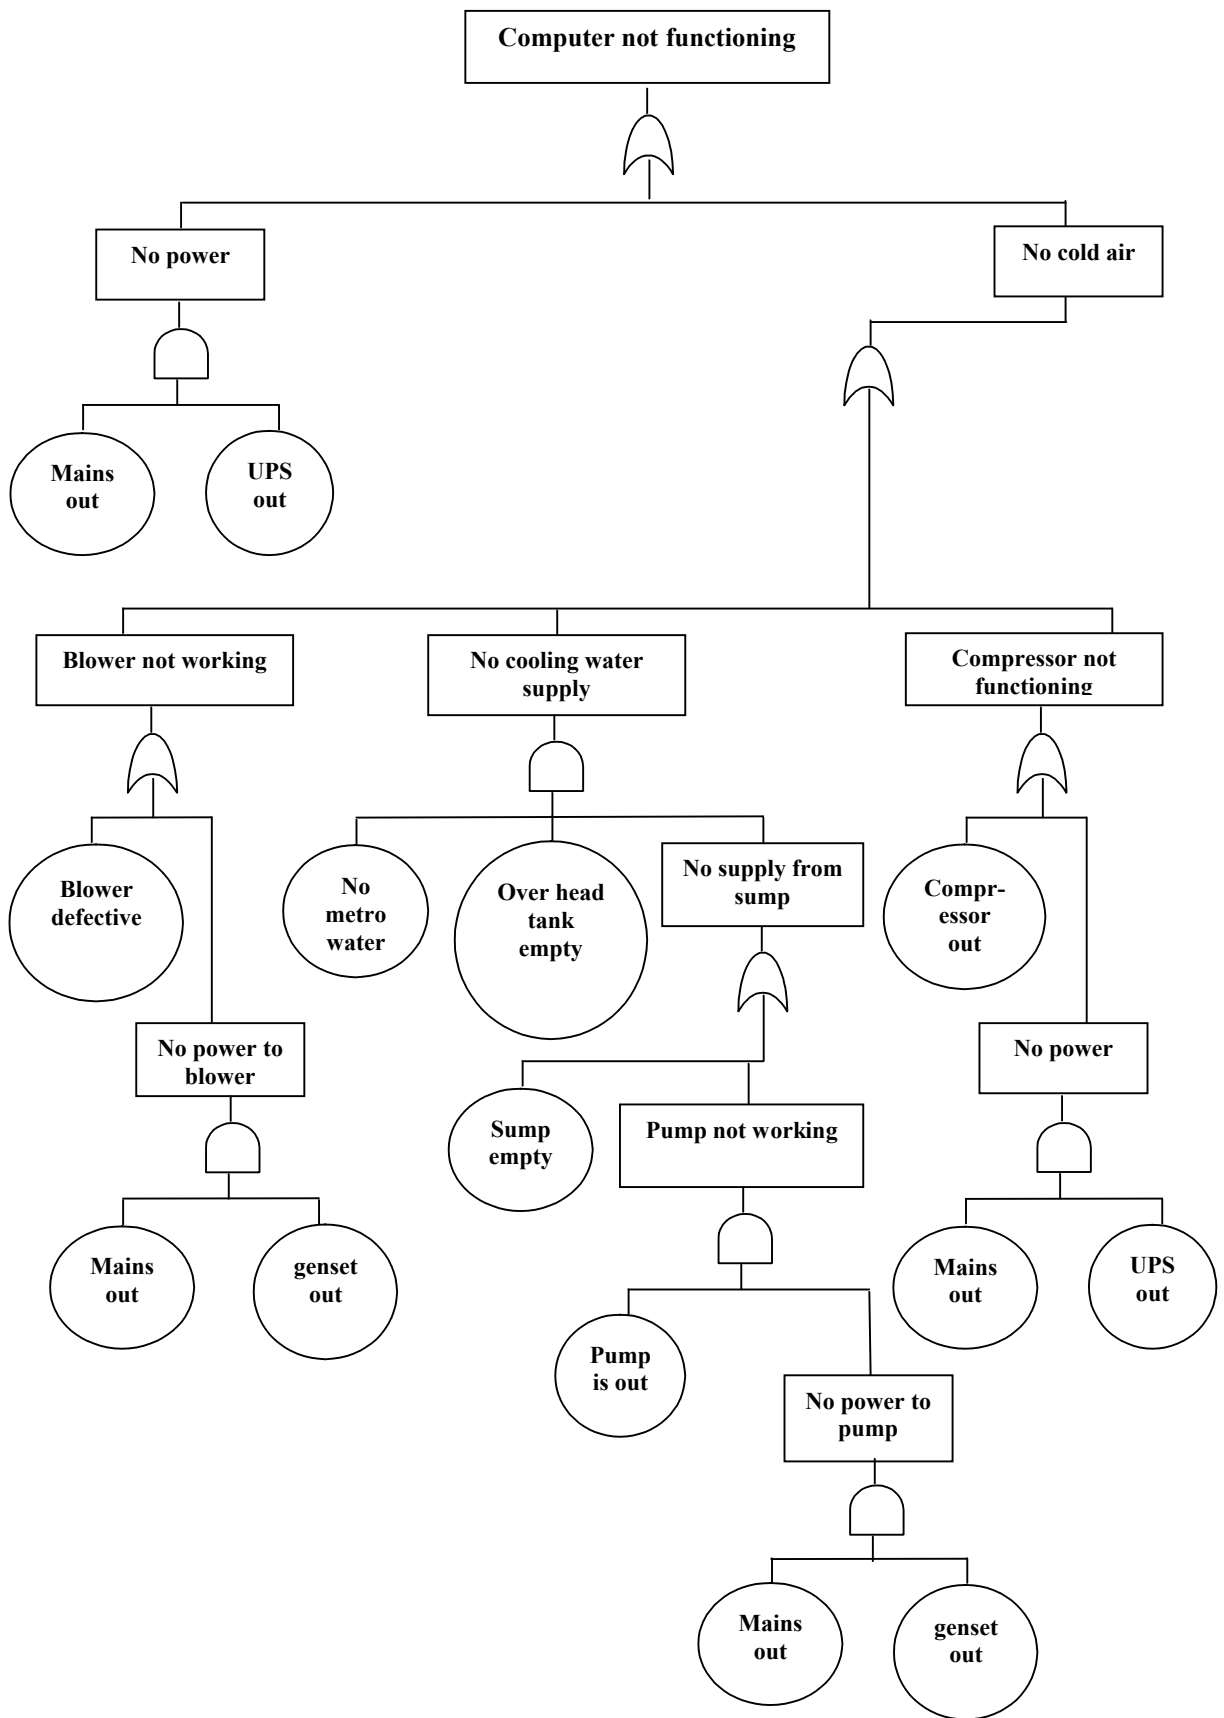 Computer not functioning
No power
No cold air
Mains
out
UPS
out
Blower not working
No cooling water
supply
Compressor not
functioning
Blower
defective
No
metro
water
Over head
tank
empty
No supply from
sump
Compr-
essor
out
No power to
blower
No power
Sump
empty
Pump not working
Mains
out
genset
out
Mains
out
UPS
out
Pump
is out
No power to
pump
Mains
out
genset
out